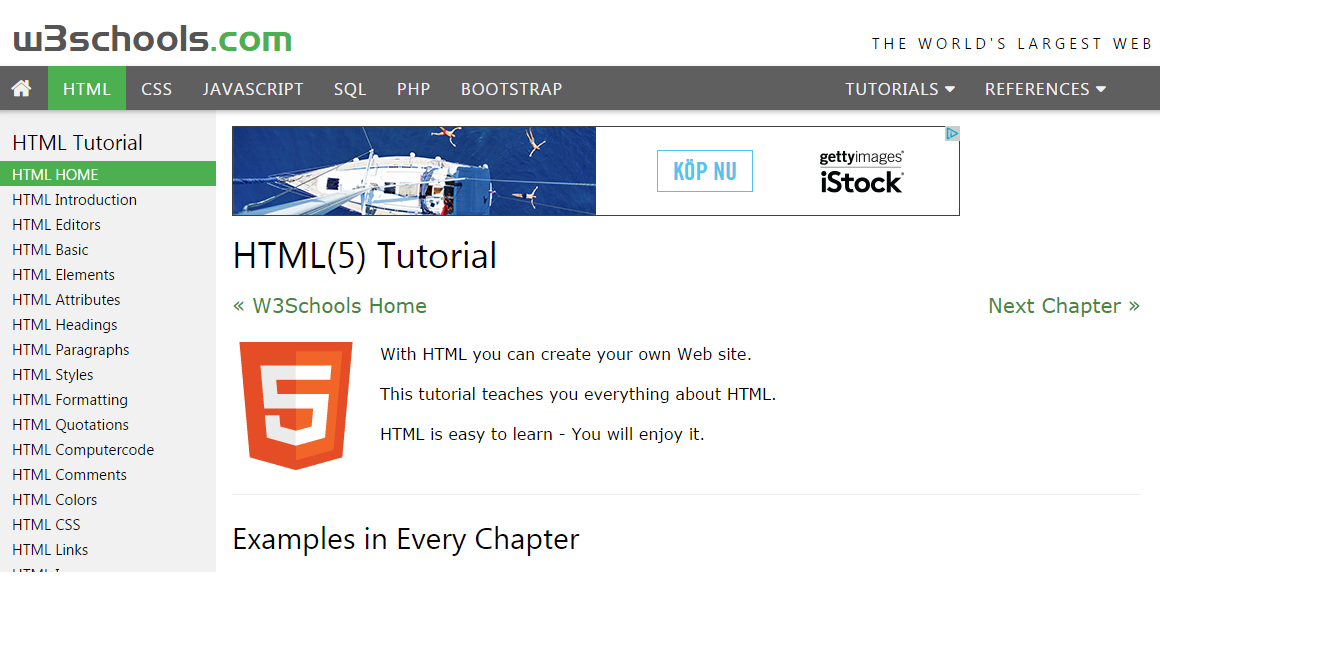 w3schools.com
THE WORLD'S LARGEST WEB
HTML CSS JAVASCRIPT SQL PHP BOOTSTRAP TUTORIALS REFERENCES
HTML Tutorial
HTML HOME
HTML Introduction
HTML Editors
HTML Basic
HTML Elements
HTML Attributes
HTML Headings
HTML Paragraphs
HTML Styles
HTML Formatting
HTML Quotations
HTML Computercode
HTML Comments
HTML Colors
HTML CSS
HTML Links
KÖP NU
gettyimages®
iStock®
HTML(5) Tutorial
« W3Schools Home
Next Chapter »
5
With HTML you can create your own Web site.
This tutorial teaches you everything about HTML.
HTML is easy to learn - You will enjoy it.
Examples in Every Chapter